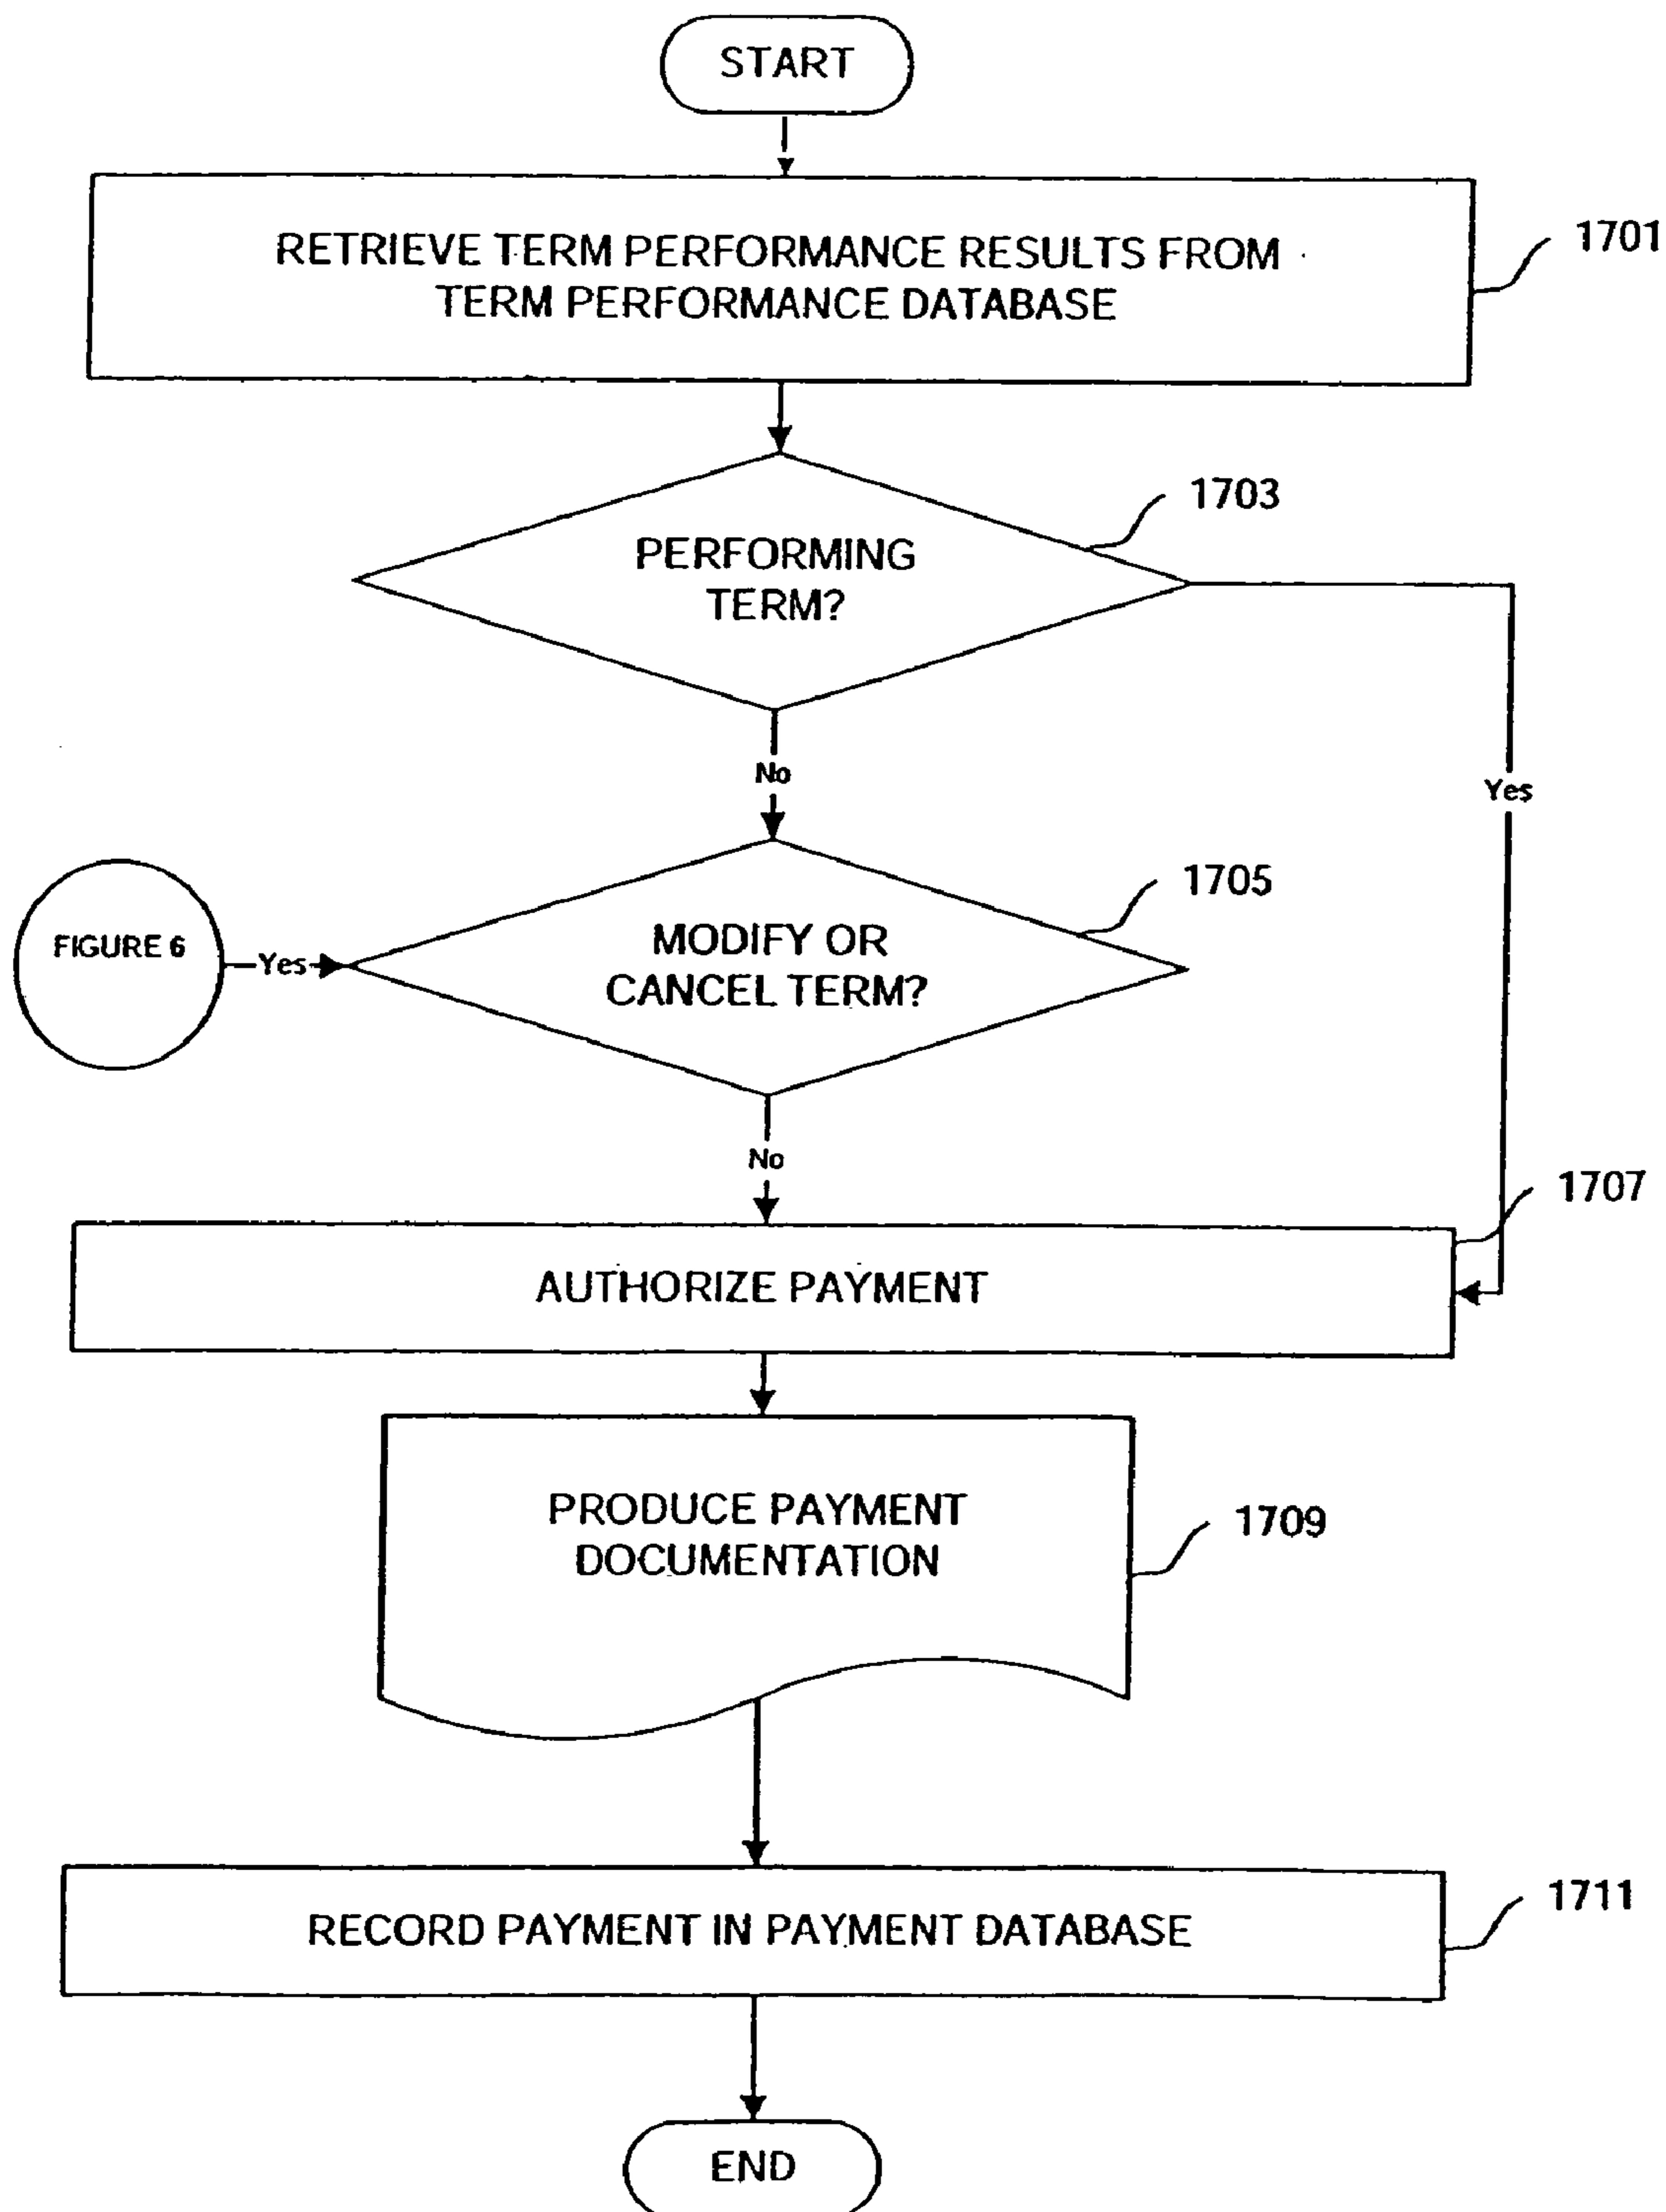 START
RETRIEVE TERM PERFORMANCE RESULTS FROM
TERM PERFORMANCE DATABASE
1701
1703
PERFORMING
TERM?
No
Yes
1705
FIGURE 6
Yes
MODIFY OR
CANCEL TERM?
No
1707
AUTHORIZE PAYMENT
PRODUCE PAYMENT
DOCUMENTATION
1709
1711
RECORD PAYMENT IN PAYMENT DATABASE
END